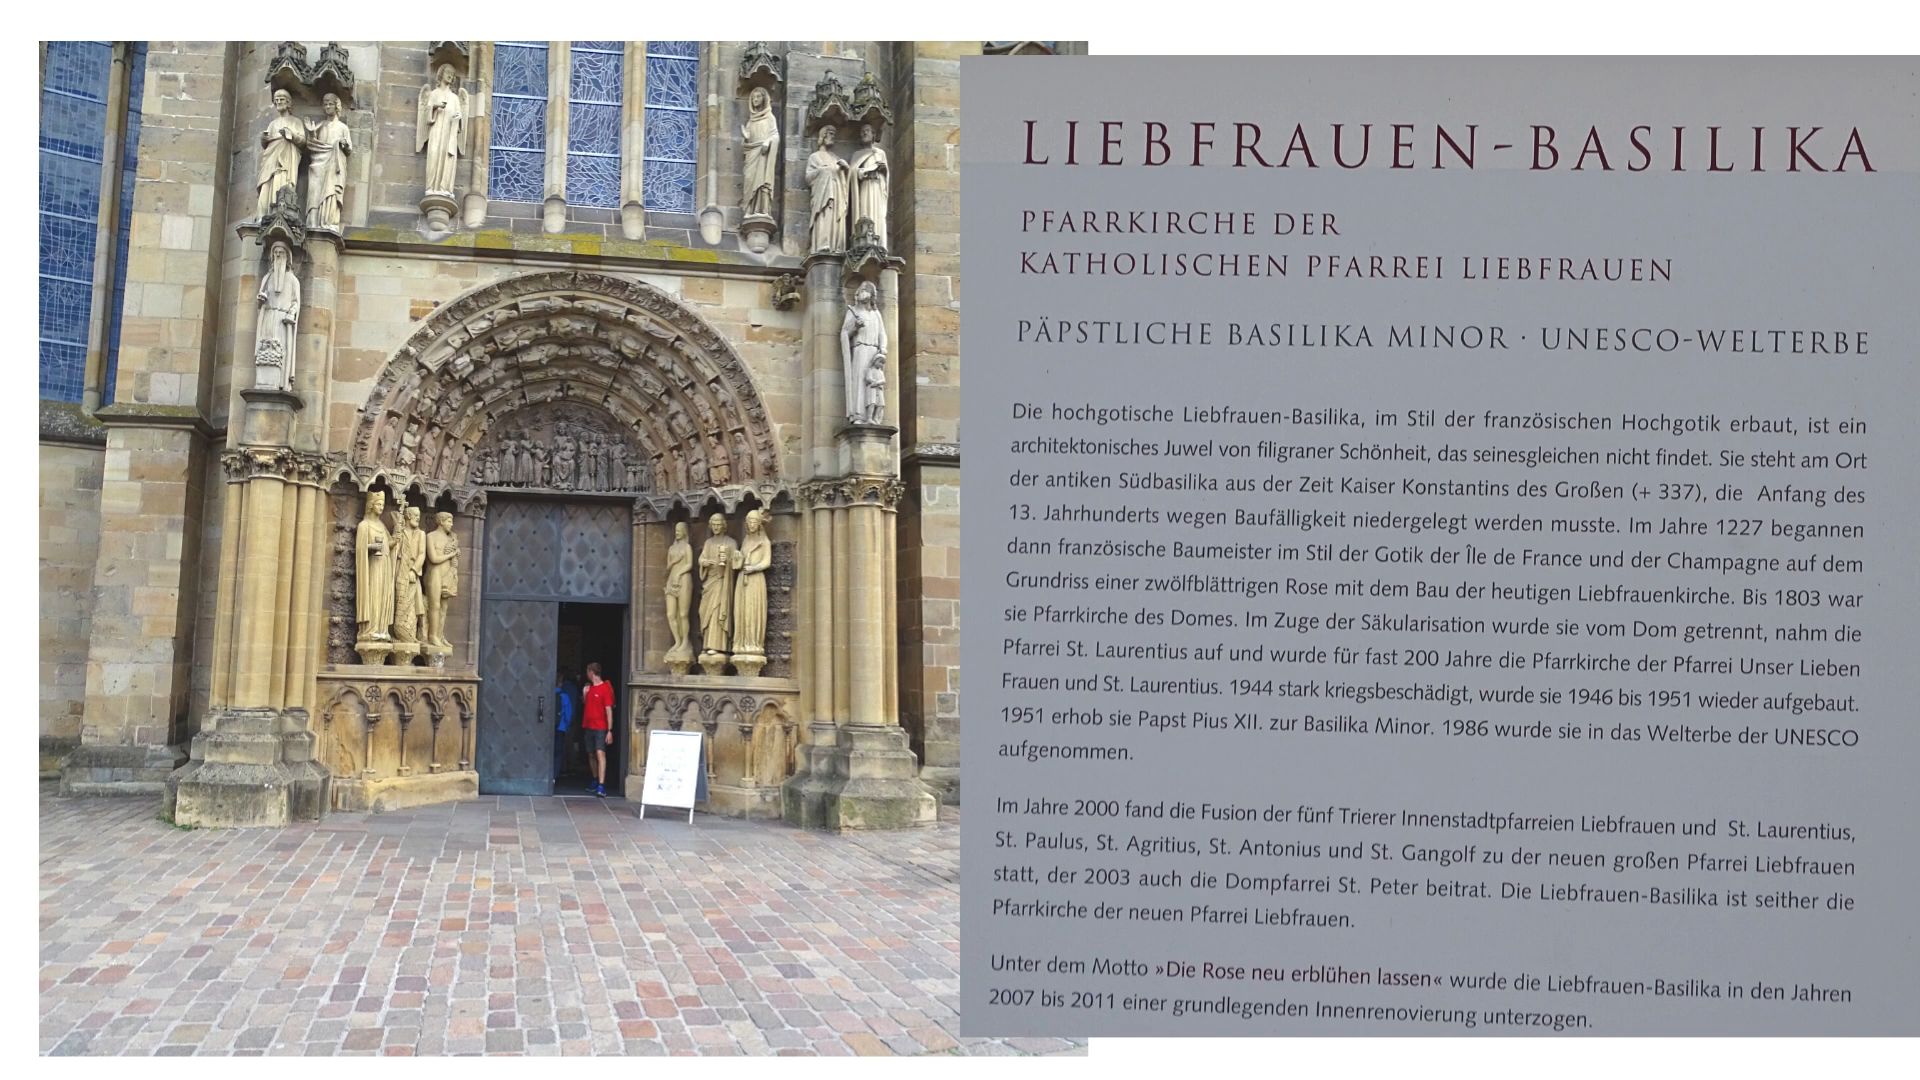 LIEBFRAUEN-BASILIKA
PFARRKIRCHE DER
KATHOLISCHEN PFARREI LIEBFRAUEN
PÄPSTLICHE BASILIKA MINOR · UNESCO-WELTERBE
Die hochgotische Liebfrauen-Basilika, im Stil der französischen Hochgotik erbaut, ist ein
architektonisches Juwel von filigraner Schönheit, das seinesgleichen nicht findet. Sie steht am Ort
der antiken Südbasilika aus der Zeit Kaiser Konstantins des Großen (+ 337), die Anfang des
13. Jahrhunderts wegen Baufälligkeit niedergelegt werden musste. Im Jahre 1227 begannen
dann französische Baumeister im Stil der Gotik der Île de France und der Champagne auf dem
Grundriss einer zwölfblättrigen Rose mit dem Bau der heutigen Liebfrauenkirche. Bis 1803 war
sie Pfarrkirche des Domes. Im Zuge der Säkularisation wurde sie vom Dom getrennt, nahm die
Pfarrei St. Laurentius auf und wurde für fast 200 Jahre die Pfarrkirche der Pfarrei Unser Lieben
Frauen und St. Laurentius. 1944 stark kriegsbeschädigt, wurde sie 1946 bis 1951 wieder aufgebaut.
1951 erhob sie Papst Pius XII. zur Basilika Minor. 1986 wurde sie in das Welterbe der UNESCO
aufgenommen.
Im Jahre 2000 fand die Fusion der fünf Trierer Innenstadtpfarreien Liebfrauen und St. Laurentius,
St. Paulus, St. Agritius, St. Antonius und St. Gangolf zu der neuen großen Pfarrei Liebfrauen
statt, der 2003 auch die Dompfarrei St. Peter beitrat. Die Liebfrauen-Basilika ist seither die
Pfarrkirche der neuen Pfarrei Liebfrauen.
Unter dem Motto »Die Rose neu erblühen lassen« wurde die Liebfrauen-Basilika in den Jahren
2007 bis 2011 einer grundlegenden Innenrenovierung unterzogen.